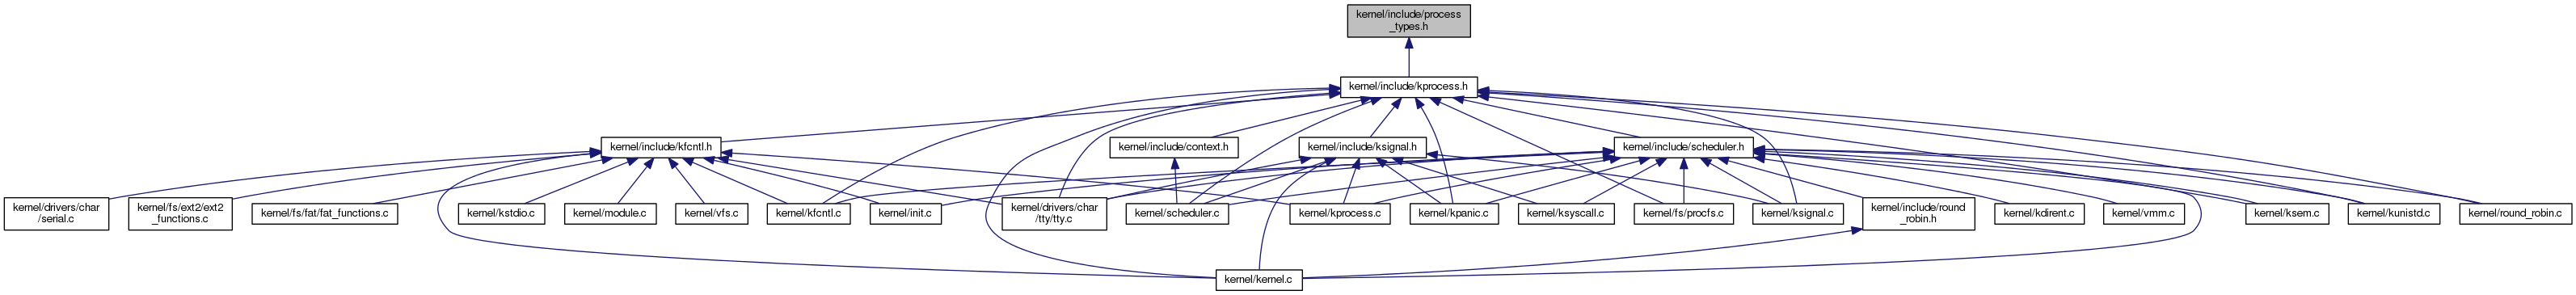 kernel/include/process
_types.h
kernel/include/kprocess.h
kernel/include/kfcntl.h
kernel/include/context.h
kernel/include/ksignal.h
kernel/include/scheduler.h
kernel/drivers/char
/serial.c
kernel/fs/ext2/ext2
_functions.c
kernel/fs/fat/fat_functions.c
kernel/kstdio.c
kernel/module.c
kernel/vfs.c
kernel/kfcntl.c
kernel/init.c
kernel/drivers/char
/tty/tty.c
kernel/scheduler.c
kernel/kprocess.c
kernel/kpanic.c
kernel/ksyscall.c
kernel/fs/procfs.c
kernel/ksignal.c
kernel/include/round
_robin.h
kernel/kdirent.c
kernel/vmm.c
kernel/ksem.c
kernel/kunistd.c
kernel/round_robin.c
kernel/kernel.c